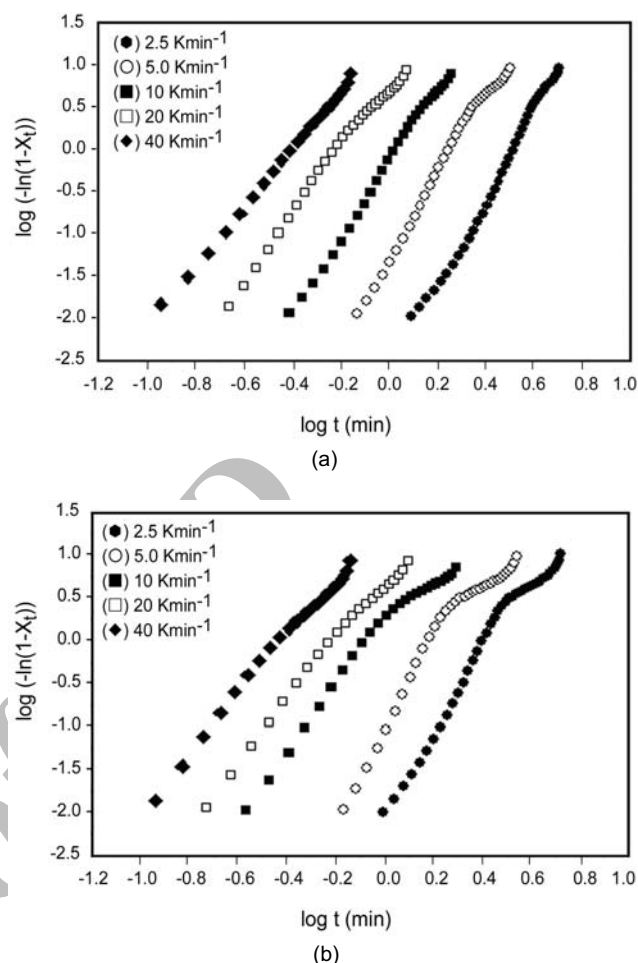 1.5
1.0
0.5
0.0
-0.5
-1.0
-1.5
-2.0
-2.5
(⬣) 2.5 Kmin⁻¹
(○) 5.0 Kmin⁻¹
(■) 10 Kmin⁻¹
(□) 20 Kmin⁻¹
(◆) 40 Kmin⁻¹
log (-ln(1-Xt))
-1.2 -1.0 -0.8 -0.6 -0.4 -0.2 0.0 0.2 0.4 0.6 0.8 1.0
log t (min)
(a)
1.5
1.0
0.5
0.0
-0.5
-1.0
-1.5
-2.0
-2.5
(⬣) 2.5 Kmin⁻¹
(○) 5.0 Kmin⁻¹
(■) 10 Kmin⁻¹
(□) 20 Kmin⁻¹
(◆) 40 Kmin⁻¹
log (-ln(1-Xt))
-1.2 -1.0 -0.8 -0.6 -0.4 -0.2 0.0 0.2 0.4 0.6 0.8 1.0
log t (min)
(b)